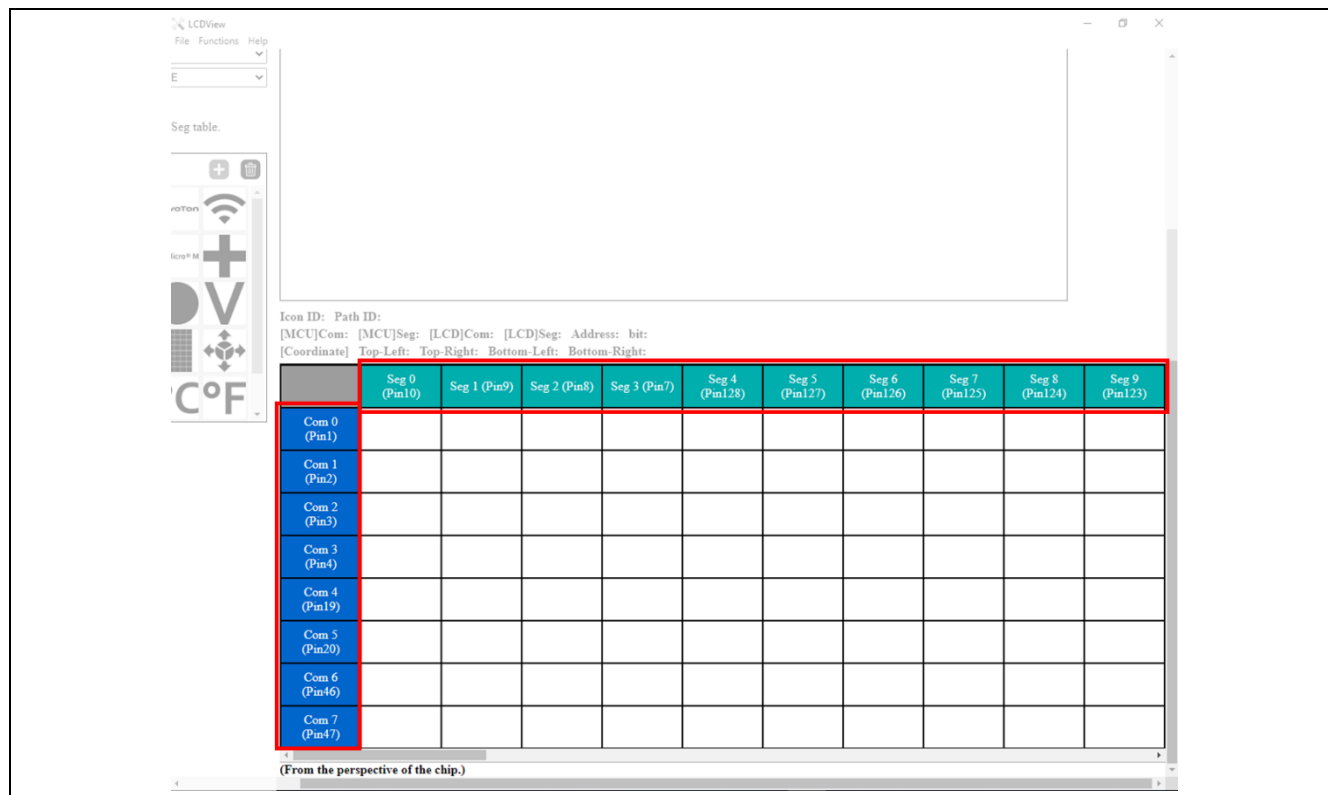 LCDView
File Functions Help
E
Seg table.
voTon
Micro® M
V
°C°F
Icon ID: Path ID:
[MCU]Com: [MCU]Seg: [LCD]Com: [LCD]Seg: Address: bit:
[Coordinate] Top-Left: Top-Right: Bottom-Left: Bottom-Right:
Seg 0 (Pin10) Seg 1 (Pin9) Seg 2 (Pin8) Seg 3 (Pin7) Seg 4 (Pin128) Seg 5 (Pin127) Seg 6 (Pin126) Seg 7 (Pin125) Seg 8 (Pin124) Seg 9 (Pin123)
Com 0
(Pin1)
Com 1
(Pin2)
Com 2
(Pin3)
Com 3
(Pin4)
Com 4
(Pin19)
Com 5
(Pin20)
Com 6
(Pin46)
Com 7
(Pin47)
(From the perspective of the chip.)